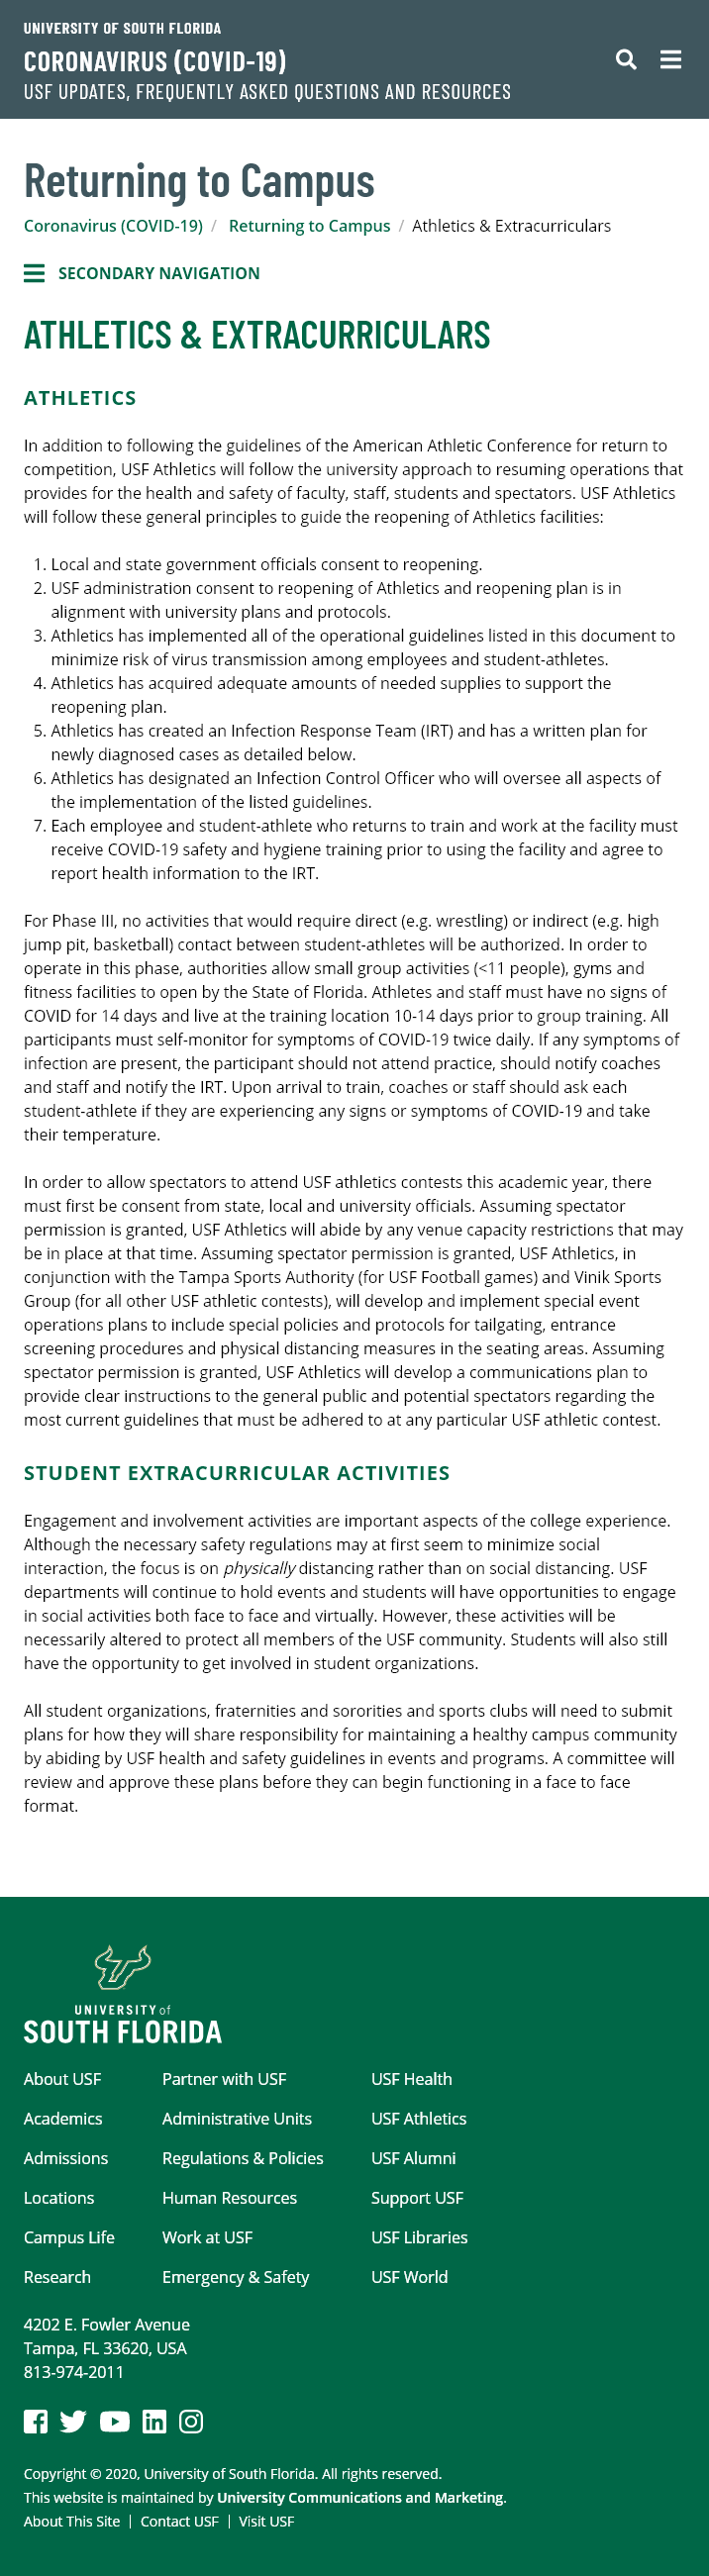 UNIVERSITY OF SOUTH FLORIDA
CORONAVIRUS (COVID-19)
USF UPDATES, FREQUENTLY ASKED QUESTIONS AND RESOURCES
Returning to Campus
Coronavirus (COVID-19) / Returning to Campus / Athletics & Extracurriculars
SECONDARY NAVIGATION
ATHLETICS & EXTRACURRICULARS
ATHLETICS
In addition to following the guidelines of the American Athletic Conference for return to
competition, USF Athletics will follow the university approach to resuming operations that
provides for the health and safety of faculty, staff, students and spectators. USF Athletics
will follow these general principles to guide the reopening of Athletics facilities:
1. Local and state government officials consent to reopening.
2. USF administration consent to reopening of Athletics and reopening plan is in
alignment with university plans and protocols.
3. Athletics has implemented all of the operational guidelines listed in this document to
minimize risk of virus transmission among employees and student-athletes.
4. Athletics has acquired adequate amounts of needed supplies to support the
reopening plan.
5. Athletics has created an Infection Response Team (IRT) and has a written plan for
newly diagnosed cases as detailed below.
6. Athletics has designated an Infection Control Officer who will oversee all aspects of
the implementation of the listed guidelines.
7. Each employee and student-athlete who returns to train and work at the facility must
receive COVID-19 safety and hygiene training prior to using the facility and agree to
report health information to the IRT.
For Phase III, no activities that would require direct (e.g. wrestling) or indirect (e.g. high
jump pit, basketball) contact between student-athletes will be authorized. In order to
operate in this phase, authorities allow small group activities (<11 people), gyms and
fitness facilities to open by the State of Florida. Athletes and staff must have no signs of
COVID for 14 days and live at the training location 10-14 days prior to group training. All
participants must self-monitor for symptoms of COVID-19 twice daily. If any symptoms of
infection are present, the participant should not attend practice, should notify coaches
and staff and notify the IRT. Upon arrival to train, coaches or staff should ask each
student-athlete if they are experiencing any signs or symptoms of COVID-19 and take
their temperature.
In order to allow spectators to attend USF athletics contests this academic year, there
must first be consent from state, local and university officials. Assuming spectator
permission is granted, USF Athletics will abide by any venue capacity restrictions that may
be in place at that time. Assuming spectator permission is granted, USF Athletics, in
conjunction with the Tampa Sports Authority (for USF Football games) and Vinik Sports
Group (for all other USF athletic contests), will develop and implement special event
operations plans to include special policies and protocols for tailgating, entrance
screening procedures and physical distancing measures in the seating areas. Assuming
spectator permission is granted, USF Athletics will develop a communications plan to
provide clear instructions to the general public and potential spectators regarding the
most current guidelines that must be adhered to at any particular USF athletic contest.
STUDENT EXTRACURRICULAR ACTIVITIES
Engagement and involvement activities are important aspects of the college experience.
Although the necessary safety regulations may at first seem to minimize social
interaction, the focus is on physically distancing rather than on social distancing. USF
departments will continue to hold events and students will have opportunities to engage
in social activities both face to face and virtually. However, these activities will be
necessarily altered to protect all members of the USF community. Students will also still
have the opportunity to get involved in student organizations.
All student organizations, fraternities and sororities and sports clubs will need to submit
plans for how they will share responsibility for maintaining a healthy campus community
by abiding by USF health and safety guidelines in events and programs. A committee will
review and approve these plans before they can begin functioning in a face to face
format.
UNIVERSITY of
SOUTH FLORIDA
About USF Partner with USF USF Health
Academics Administrative Units USF Athletics
Admissions Regulations & Policies USF Alumni
Locations Human Resources Support USF
Campus Life Work at USF USF Libraries
Research Emergency & Safety USF World
4202 E. Fowler Avenue
Tampa, FL 33620, USA
813-974-2011
Copyright © 2020, University of South Florida. All rights reserved.
This website is maintained by University Communications and Marketing.
About This Site | Contact USF | Visit USF